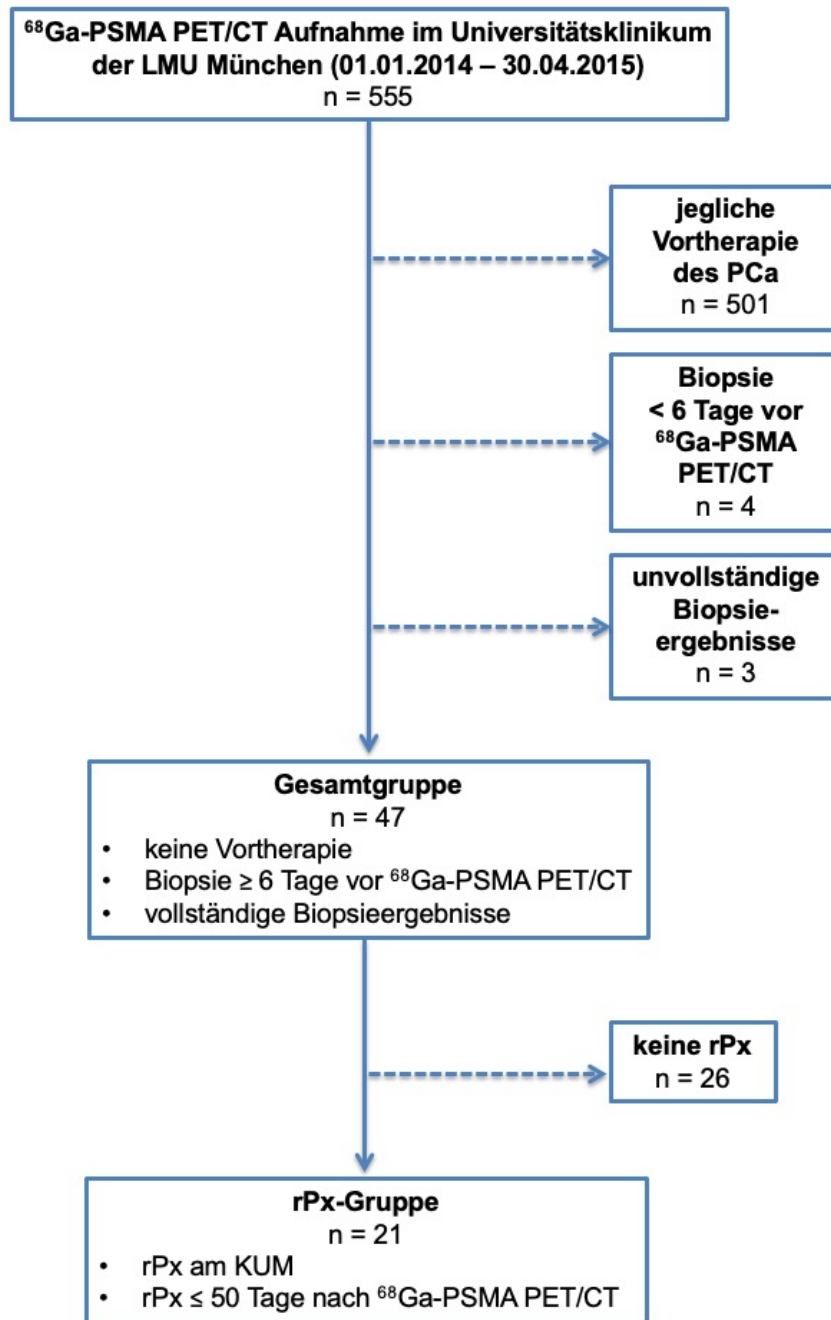 ⁶⁸Ga-PSMA PET/CT Aufnahme im Universitätsklinikum
der LMU München (01.01.2014 – 30.04.2015)
n = 555
jegliche
Vortherapie
des PCa
n = 501
Biopsie
< 6 Tage vor
⁶⁸Ga-PSMA
PET/CT
n = 4
unvollständige
Biopsie-
ergebnisse
n = 3
Gesamtgruppe
n = 47
• keine Vortherapie
• Biopsie ≥ 6 Tage vor ⁶⁸Ga-PSMA PET/CT
• vollständige Biopsieergebnisse
keine rPx
n = 26
rPx-Gruppe
n = 21
• rPx am KUM
• rPx ≤ 50 Tage nach ⁶⁸Ga-PSMA PET/CT